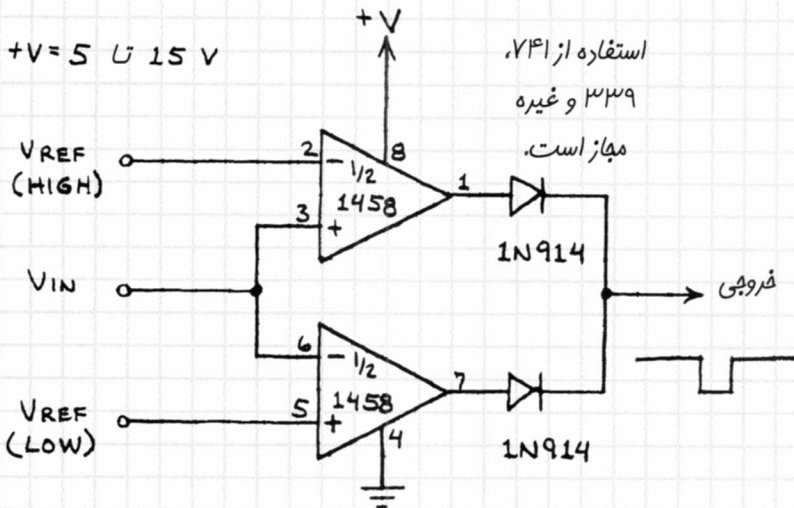 +V
+V = 5 تا 15 V
استفاده از ۷۴۱،
۳۳۹ و غیره
مجاز است.
VREF
(HIGH)
2
-
8
1/2
1458
1
3
+
1N914
VIN
خروجی
6
-
1/2
1458
7
5
+
4
VREF
(LOW)
1N914